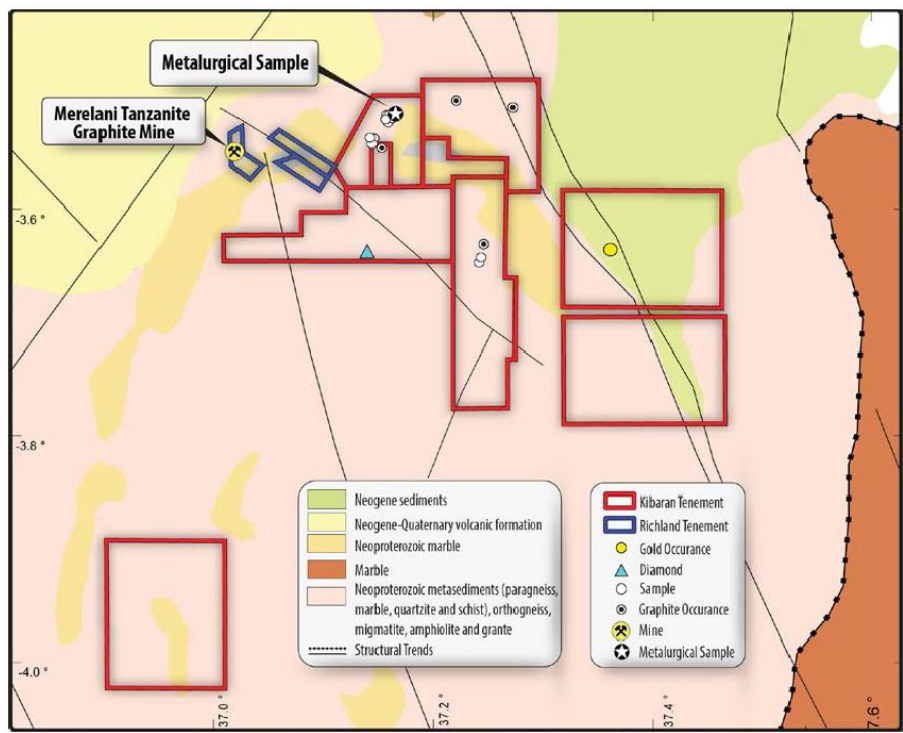 Metalurgical Sample
Merelani Tanzanite
Graphite Mine
-3.6 °
-3.8 °
-4.0 °
37.0 °
37.2 °
37.4 °
7.6 °
Neogene sediments
Neogene-Quaternary volcanic formation
Neoproterozoic marble
Marble
Neoproterozoic metasediments (paragneiss,
marble, quartzite and schist), orthogneiss,
migmatite, amphiolite and grante
Structural Trends
Kibaran Tenement
Richland Tenement
Gold Occurance
Diamond
Sample
Graphite Occurance
Mine
Metalurgical Sample